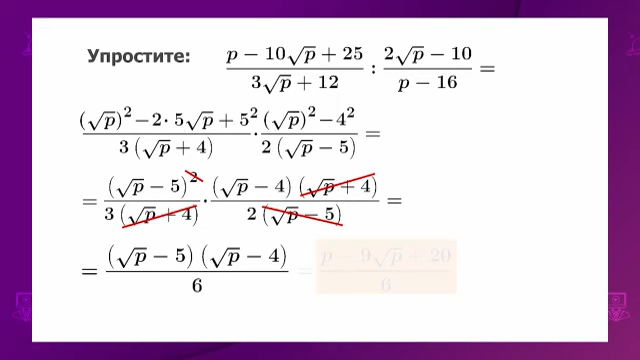 Упростите: (p − 10√p + 25)/(3√p + 12) : (2√p − 10)/(p − 16) =
((√p)² − 2 · 5√p + 5²)/(3(√p + 4)) · ((√p)² − 4²)/(2(√p − 5)) =
= (√p − 5)²/(3(√p + 4)) · ((√p − 4)(√p + 4))/(2(√p − 5)) =
= ((√p − 5)(√p − 4))/6 = (p − 9√p + 20)/6